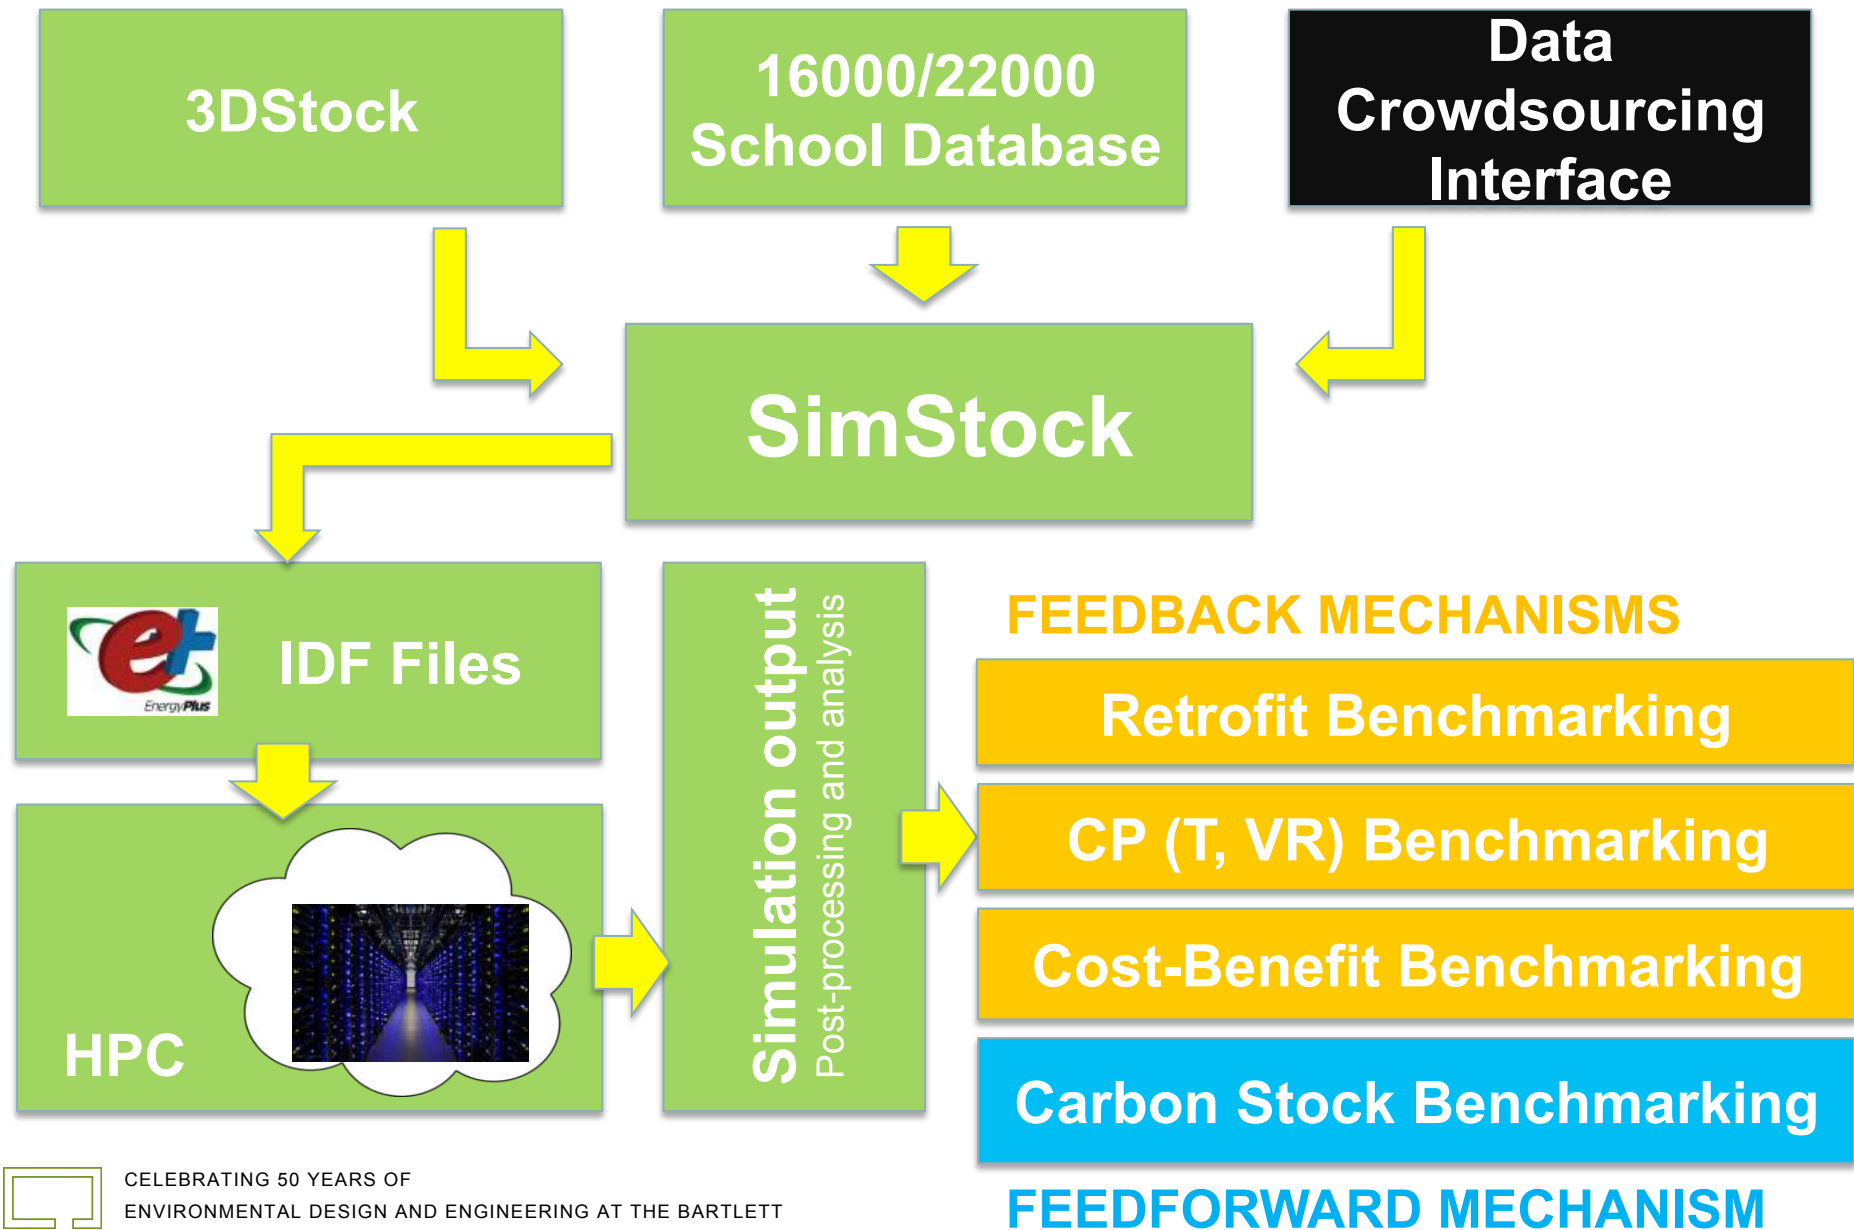 3DStock
16000/22000
School Database
Data
Crowdsourcing
Interface
SimStock
e+
EnergyPlus
IDF Files
HPC
Simulation output
Post-processing and analysis
FEEDBACK MECHANISMS
Retrofit Benchmarking
CP (T, VR) Benchmarking
Cost-Benefit Benchmarking
Carbon Stock Benchmarking
FEEDFORWARD MECHANISM
CELEBRATING 50 YEARS OF
ENVIRONMENTAL DESIGN AND ENGINEERING AT THE BARTLETT